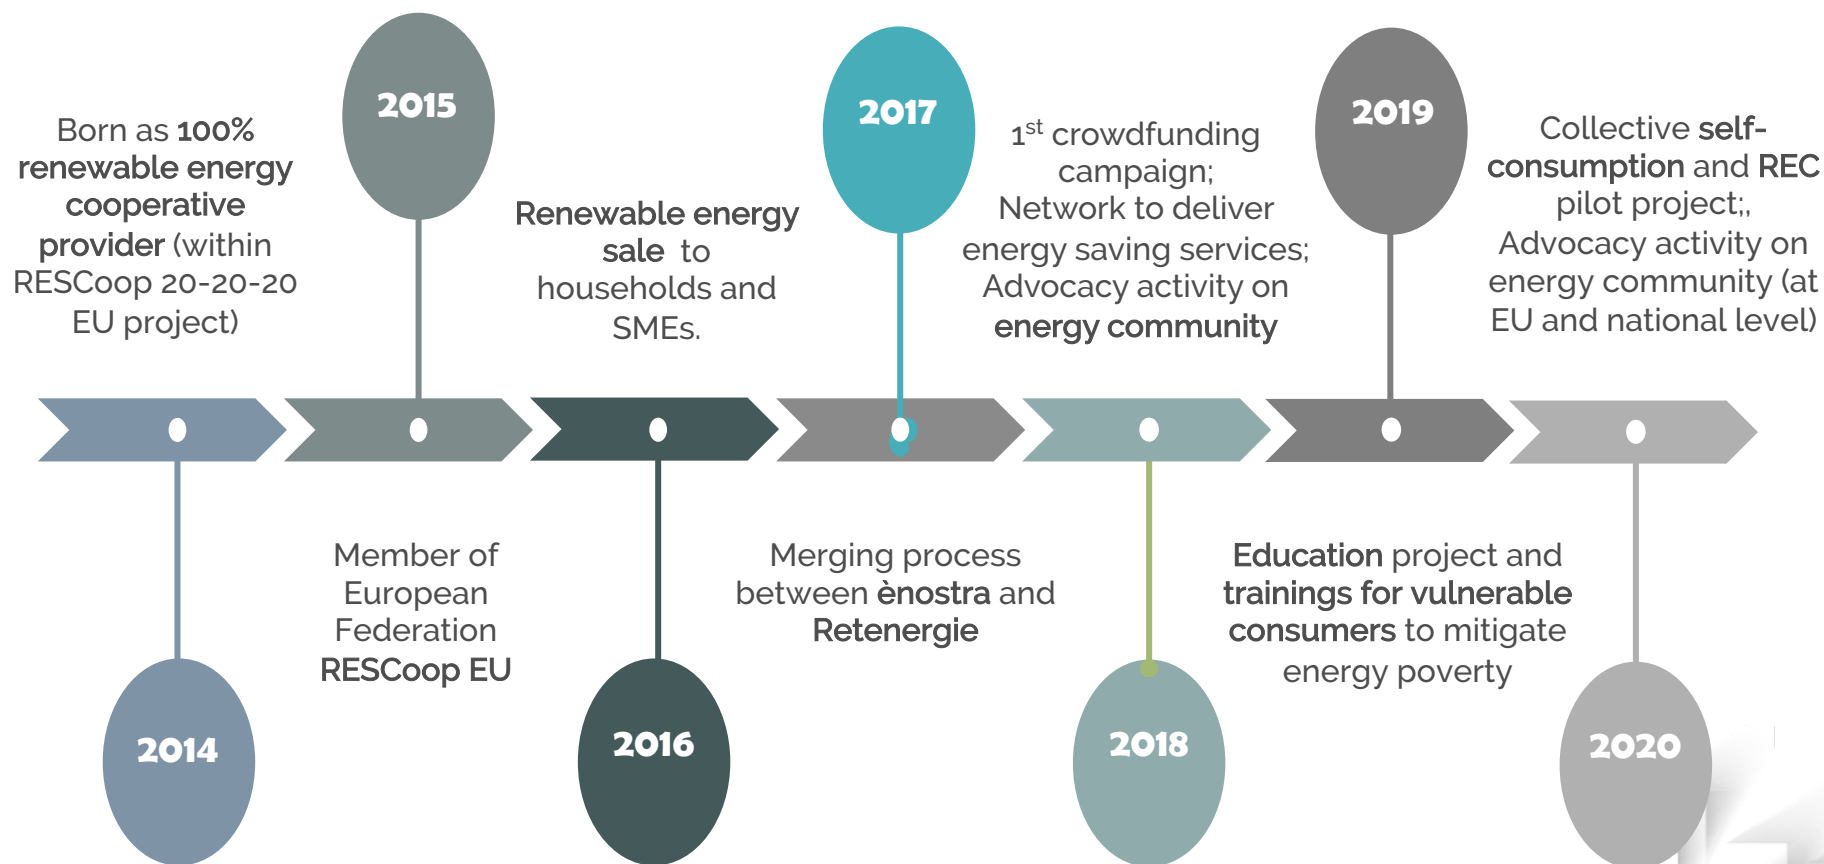 2014
Born as 100%
renewable energy
cooperative
provider (within
RESCoop 20-20-20
EU project)
2015
Member of
European
Federation
RESCoop EU
2016
Renewable energy
sale to
households and
SMEs.
2017
Merging process
between ènostra and
Retenergie
2018
1st crowdfunding
campaign;
Network to deliver
energy saving services;
Advocacy activity on
energy community
2019
Education project and
trainings for vulnerable
consumers to mitigate
energy poverty
2020
Collective self-
consumption and REC
pilot project;,
Advocacy activity on
energy community (at
EU and national level)